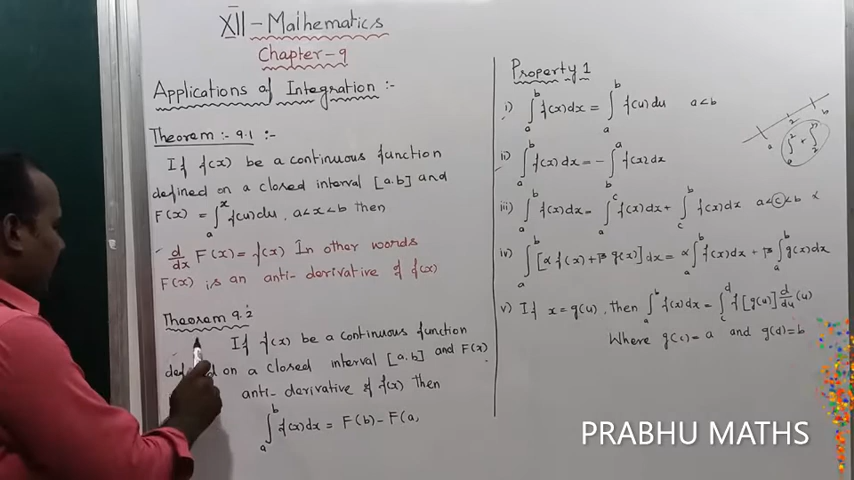 XII - Mathematics
Chapter-9
Applications of Integration :-
Theorem :- 9.1 :-
If f(x) be a continuous function
defined on a closed interval [a.b] and
F(x) = ∫ₐˣ f(u)du, a<x<b then
d/dx F(x) = f(x) In other words
F(x) is an anti-derivative of f(x)
Theorem 9.2
If f(x) be a continuous function
on a closed interval [a.b] and F(x)
anti-derivative of f(x) then
∫ₐᵇ f(x)dx = F(b) - F(a,
Property 1
i) ∫ₐᵇ f(x)dx = ∫ₐᵇ f(u)du a<b
ii) ∫ₐᵇ f(x)dx = -∫_b^a f(x)dx
iii) ∫ₐᵇ f(x)dx = ∫ₐᶜ f(x)dx + ∫_c^b f(x)dx a<c<b
iv) ∫ₐᵇ [α f(x) + β g(x)] dx = α ∫ₐᵇ f(x)dx + β ∫ₐᵇ g(x)dx
v) If x = g(u), then ∫ₐᵇ f(x)dx = ∫_c^d f[g(u)] d/du (u)
Where g(c) = a and g(d) = b
PRABHU MATHS